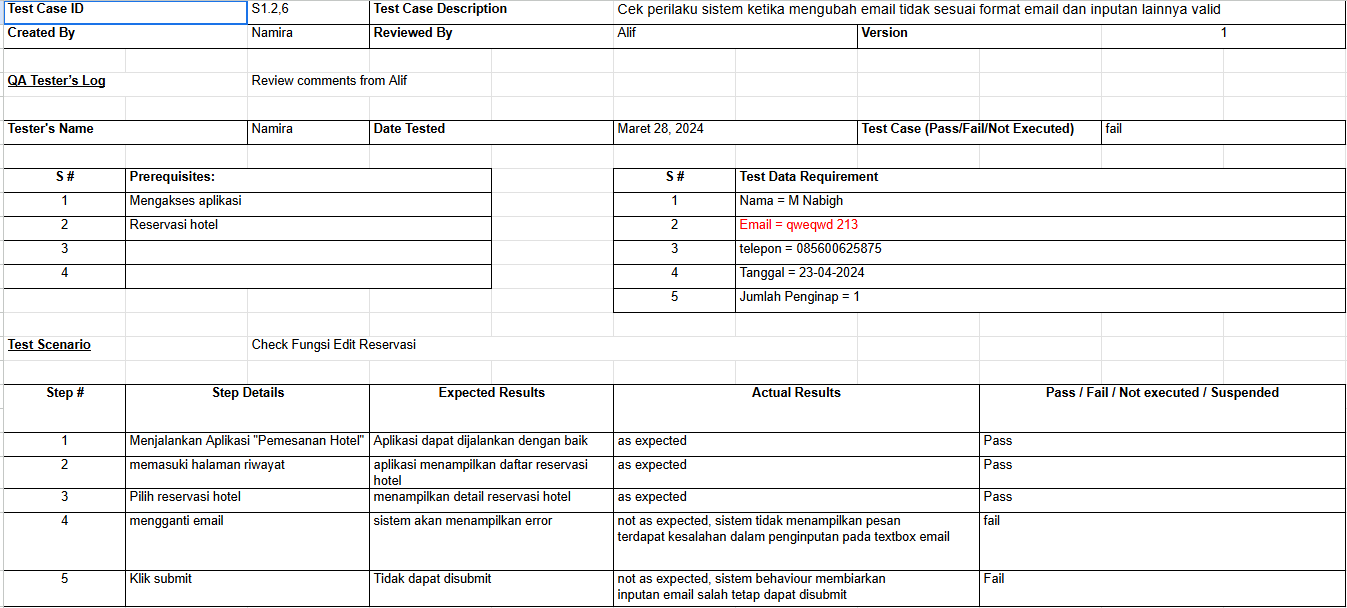 Test Case ID S1.2,6 Test Case Description Cek perilaku sistem ketika mengubah email tidak sesuai format email dan inputan lainnya valid
Created By Namira Reviewed By Alif Version 1
QA Tester's Log Review comments from Alif
Tester's Name Namira Date Tested Maret 28, 2024 Test Case (Pass/Fail/Not Executed) fail
S # Prerequisites: S # Test Data Requirement
1 Mengakses aplikasi 1 Nama = M Nabigh
2 Reservasi hotel 2 Email = qweqwd 213
3 3 telepon = 085600625875
4 4 Tanggal = 23-04-2024
5 Jumlah Penginap = 1
Test Scenario Check Fungsi Edit Reservasi
Step # Step Details Expected Results Actual Results Pass / Fail / Not executed / Suspended
1 Menjalankan Aplikasi "Pemesanan Hotel" Aplikasi dapat dijalankan dengan baik as expected Pass
2 memasuki halaman riwayat aplikasi menampilkan daftar reservasi as expected Pass
hotel
3 Pilih reservasi hotel menampilkan detail reservasi hotel as expected Pass
4 mengganti email sistem akan menampilkan error not as expected, sistem tidak menampilkan pesan fail
terdapat kesalahan dalam penginputan pada textbox email
5 Klik submit Tidak dapat disubmit not as expected, sistem behaviour membiarkan Fail
inputan email salah tetap dapat disubmit